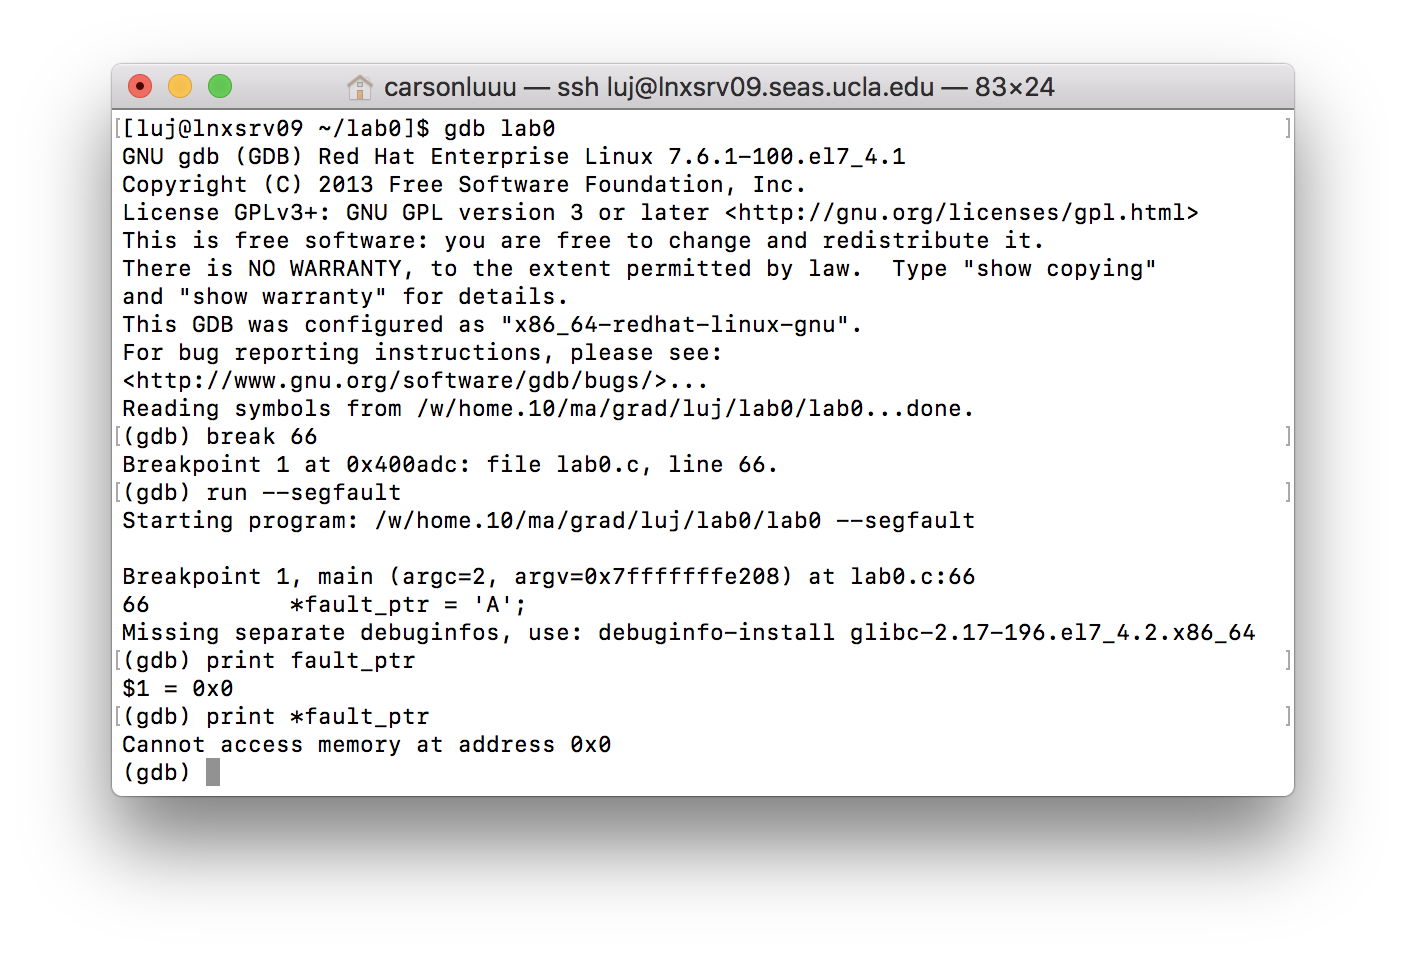 carsonluuu — ssh luj@lnxsrv09.seas.ucla.edu — 83×24
[[luj@lnxsrv09 ~/lab0]$ gdb lab0 ]
GNU gdb (GDB) Red Hat Enterprise Linux 7.6.1-100.el7_4.1
Copyright (C) 2013 Free Software Foundation, Inc.
License GPLv3+: GNU GPL version 3 or later <http://gnu.org/licenses/gpl.html>
This is free software: you are free to change and redistribute it.
There is NO WARRANTY, to the extent permitted by law.  Type "show copying"
and "show warranty" for details.
This GDB was configured as "x86_64-redhat-linux-gnu".
For bug reporting instructions, please see:
<http://www.gnu.org/software/gdb/bugs/>...
Reading symbols from /w/home.10/ma/grad/luj/lab0/lab0...done.
[(gdb) break 66 ]
Breakpoint 1 at 0x400adc: file lab0.c, line 66.
[(gdb) run --segfault ]
Starting program: /w/home.10/ma/grad/luj/lab0/lab0 --segfault
Breakpoint 1, main (argc=2, argv=0x7fffffffe208) at lab0.c:66
66          *fault_ptr = 'A';
Missing separate debuginfos, use: debuginfo-install glibc-2.17-196.el7_4.2.x86_64
[(gdb) print fault_ptr ]
$1 = 0x0
[(gdb) print *fault_ptr ]
Cannot access memory at address 0x0
(gdb)